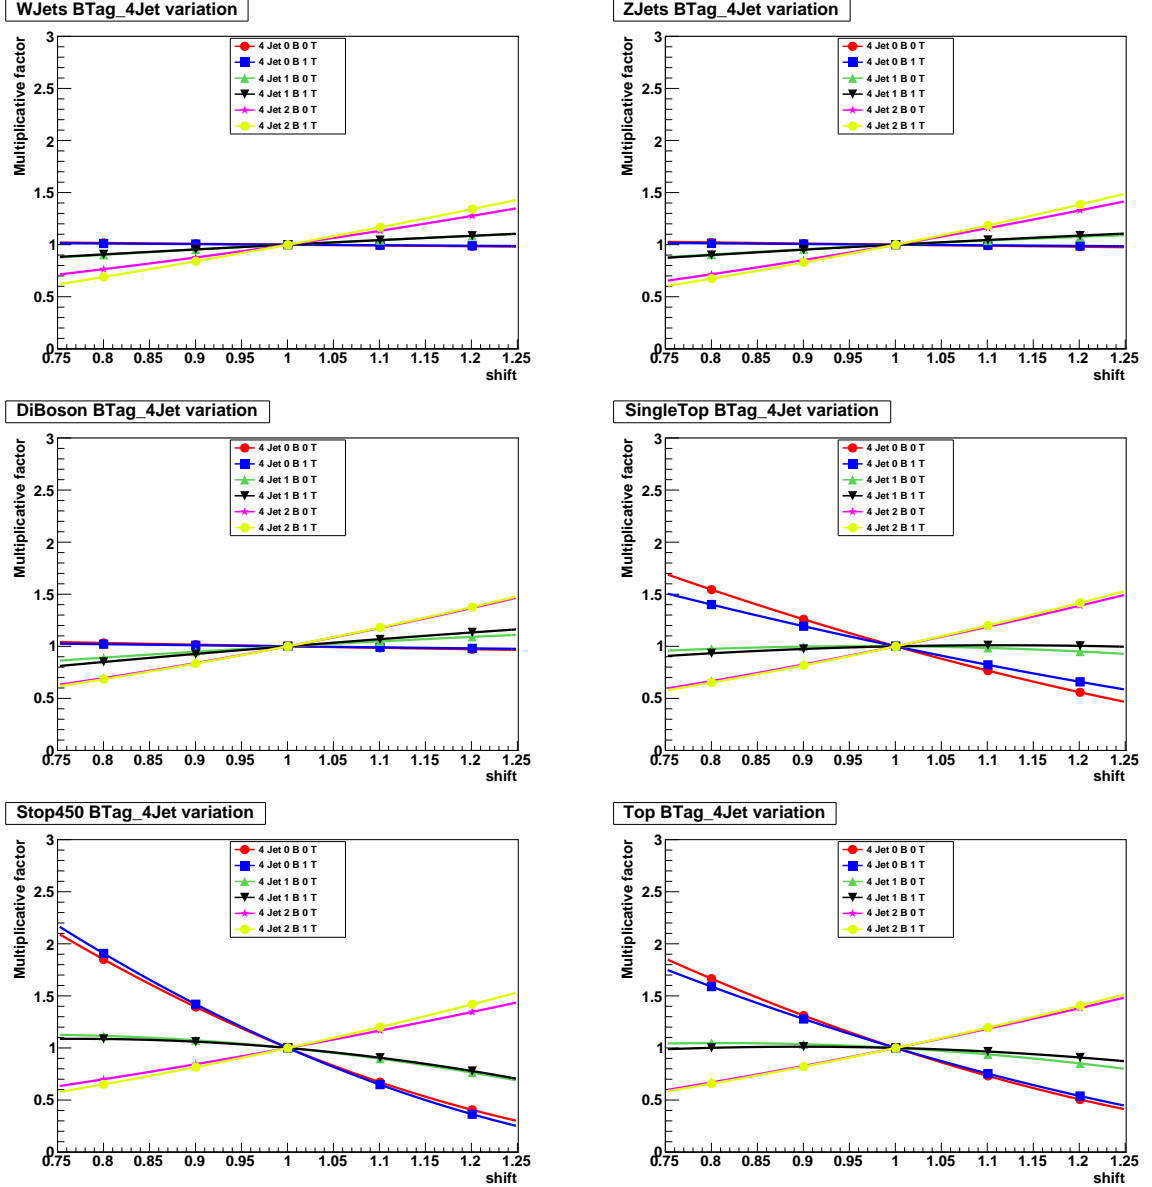 WJets BTag_4Jet variation
Multiplicative factor
3
2.5
2
1.5
1
0.5
0
4 Jet 0 B 0 T
4 Jet 0 B 1 T
4 Jet 1 B 0 T
4 Jet 1 B 1 T
4 Jet 2 B 0 T
4 Jet 2 B 1 T
0.75 0.8 0.85 0.9 0.95 1 1.05 1.1 1.15 1.2 1.25
shift
ZJets BTag_4Jet variation
Multiplicative factor
3
2.5
2
1.5
1
0.5
0
4 Jet 0 B 0 T
4 Jet 0 B 1 T
4 Jet 1 B 0 T
4 Jet 1 B 1 T
4 Jet 2 B 0 T
4 Jet 2 B 1 T
0.75 0.8 0.85 0.9 0.95 1 1.05 1.1 1.15 1.2 1.25
shift
DiBoson BTag_4Jet variation
Multiplicative factor
3
2.5
2
1.5
1
0.5
0
4 Jet 0 B 0 T
4 Jet 0 B 1 T
4 Jet 1 B 0 T
4 Jet 1 B 1 T
4 Jet 2 B 0 T
4 Jet 2 B 1 T
0.75 0.8 0.85 0.9 0.95 1 1.05 1.1 1.15 1.2 1.25
shift
SingleTop BTag_4Jet variation
Multiplicative factor
3
2.5
2
1.5
1
0.5
0
4 Jet 0 B 0 T
4 Jet 0 B 1 T
4 Jet 1 B 0 T
4 Jet 1 B 1 T
4 Jet 2 B 0 T
4 Jet 2 B 1 T
0.75 0.8 0.85 0.9 0.95 1 1.05 1.1 1.15 1.2 1.25
shift
Stop450 BTag_4Jet variation
Multiplicative factor
3
2.5
2
1.5
1
0.5
0
4 Jet 0 B 0 T
4 Jet 0 B 1 T
4 Jet 1 B 0 T
4 Jet 1 B 1 T
4 Jet 2 B 0 T
4 Jet 2 B 1 T
0.75 0.8 0.85 0.9 0.95 1 1.05 1.1 1.15 1.2 1.25
shift
Top BTag_4Jet variation
Multiplicative factor
3
2.5
2
1.5
1
0.5
0
4 Jet 0 B 0 T
4 Jet 0 B 1 T
4 Jet 1 B 0 T
4 Jet 1 B 1 T
4 Jet 2 B 0 T
4 Jet 2 B 1 T
0.75 0.8 0.85 0.9 0.95 1 1.05 1.1 1.15 1.2 1.25
shift